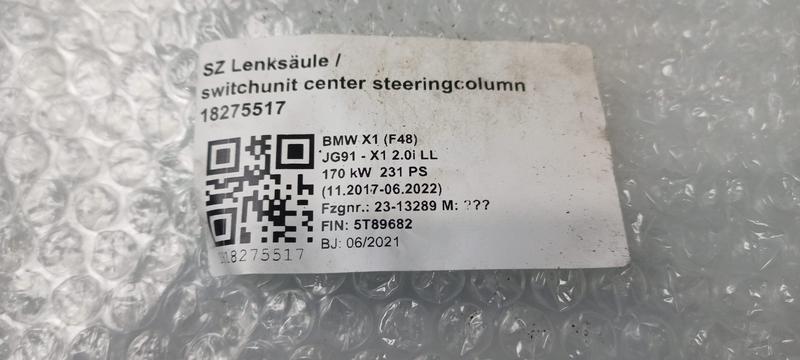 SZ Lenksäule /
switchunit center steeringcolumn
18275517
BMW X1 (F48)
JG91 - X1 2.0i LL
170 kW 231 PS
(11.2017-06.2022)
Fzgnr.: 23-13289 M: ???
FIN: 5T89682
BJ: 06/2021
18275517